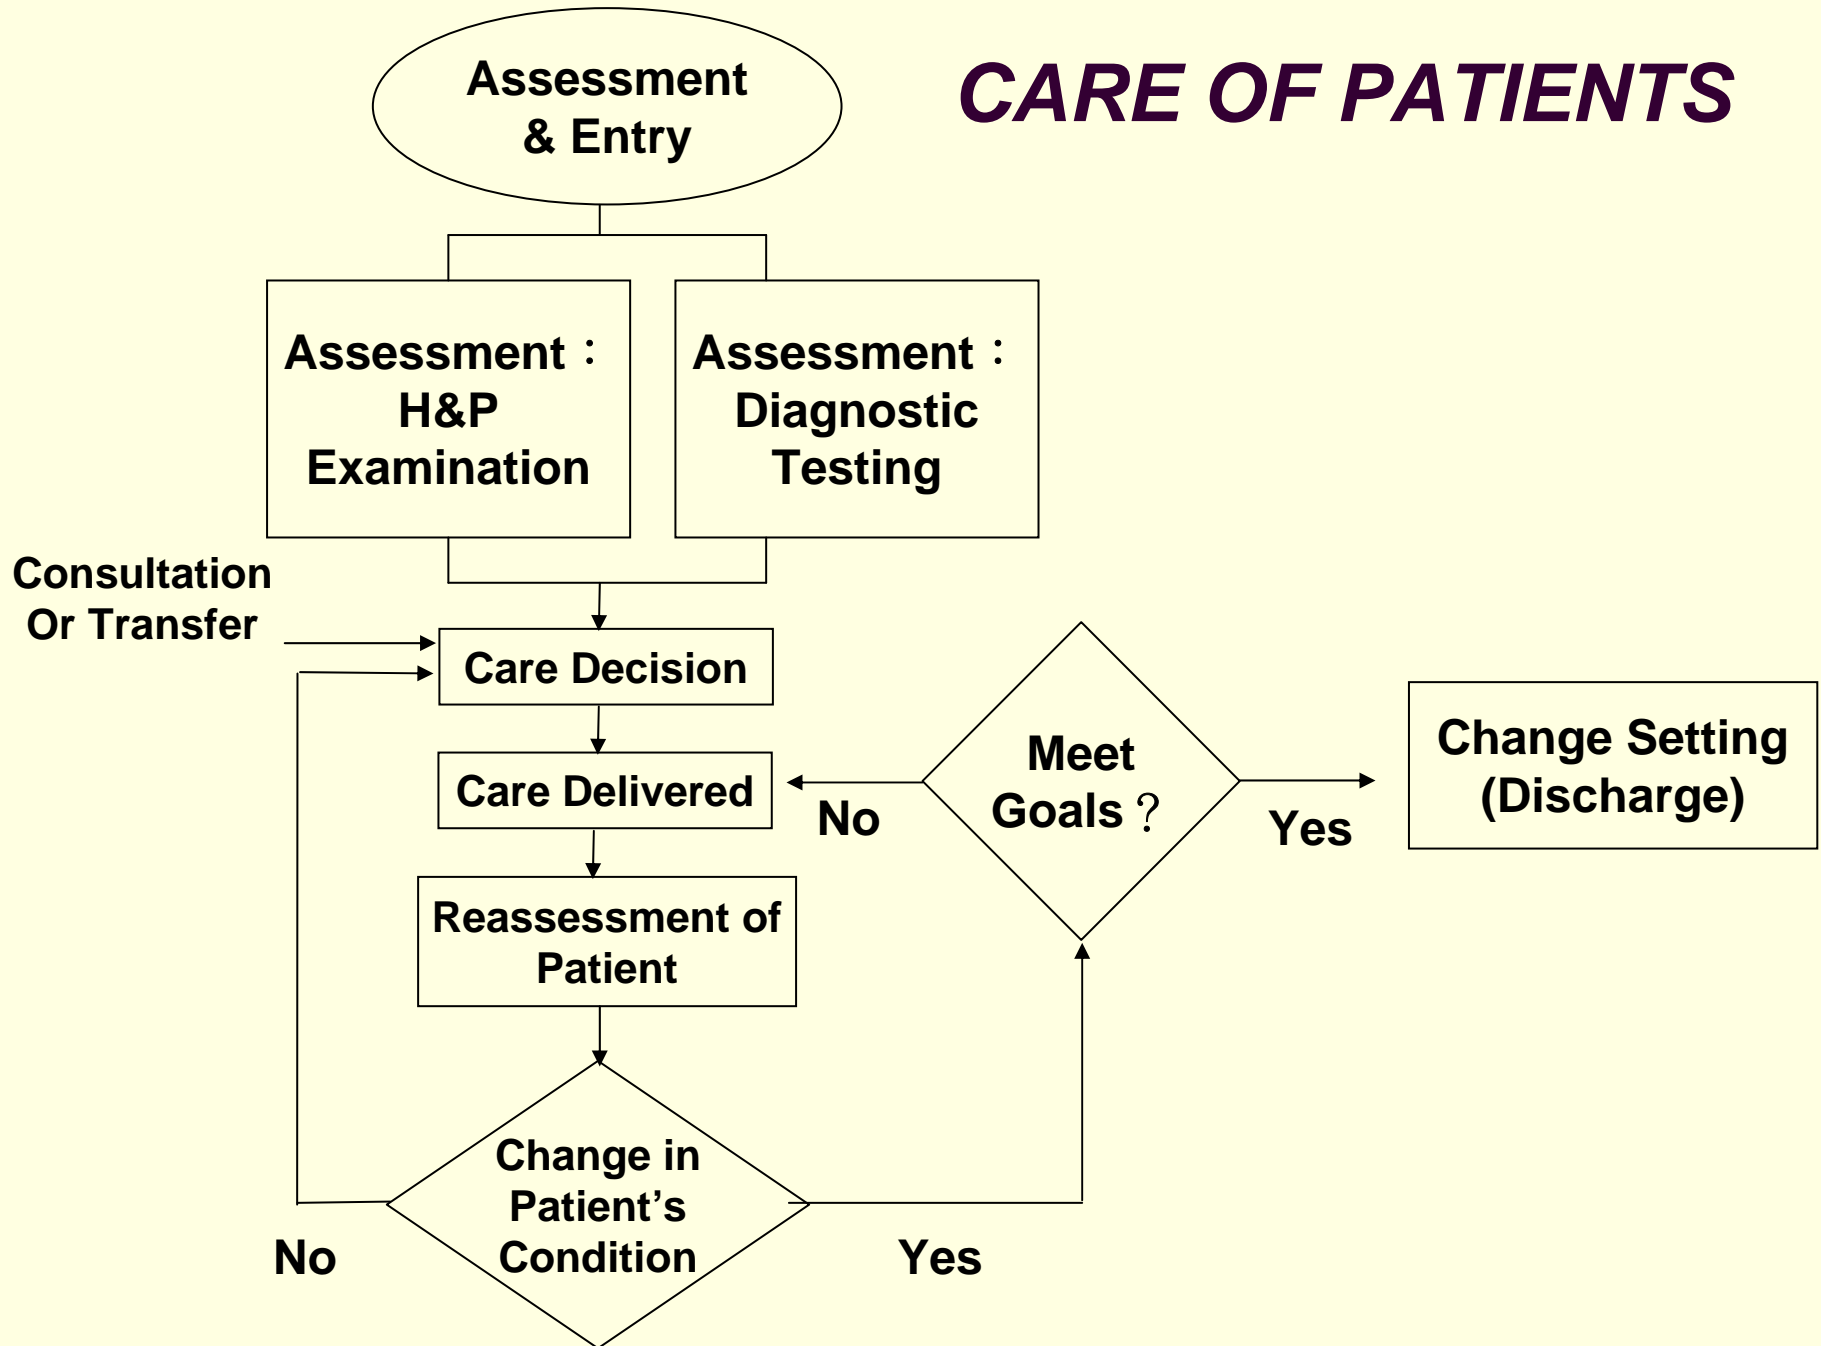 CARE OF PATIENTS
Assessment
& Entry
Assessment：
H&P
Examination
Assessment：
Diagnostic
Testing
Consultation
Or Transfer
Care Decision
Care Delivered
Reassessment of
Patient
Change in
Patient’s
Condition
No
Yes
Meet
Goals？
No
Yes
Change Setting
(Discharge)